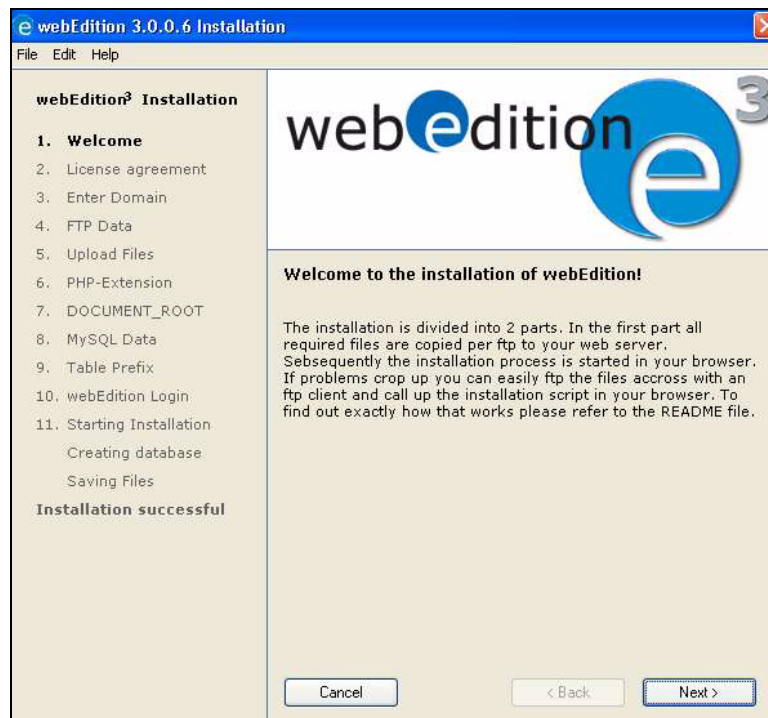 webEdition 3.0.0.6 Installation
File Edit Help
webEdition³ Installation
1. Welcome
2. License agreement
3. Enter Domain
4. FTP Data
5. Upload Files
6. PHP-Extension
7. DOCUMENT_ROOT
8. MySQL Data
9. Table Prefix
10. webEdition Login
11. Starting Installation
Creating database
Saving Files
Installation successful
webedition e 3
Welcome to the installation of webEdition!
The installation is divided into 2 parts. In the first part all
required files are copied per ftp to your web server.
Sebsequently the installation process is started in your browser.
If problems crop up you can easily ftp the files accross with an
ftp client and call up the installation script in your browser. To
find out exactly how that works please refer to the README file.
Cancel < Back Next >